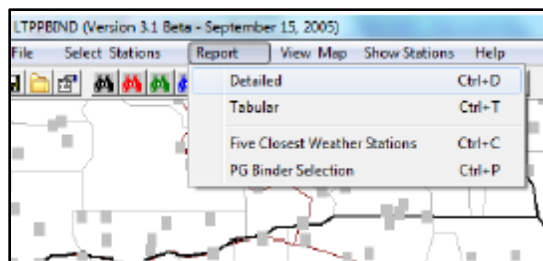 LTPPBIND (Version 3.1 Beta - September 15, 2005)
File Select Stations Report View Map Show Stations Help
Detailed Ctrl+D
Tabular Ctrl+T
Five Closest Weather Stations Ctrl+C
PG Binder Selection Ctrl+P